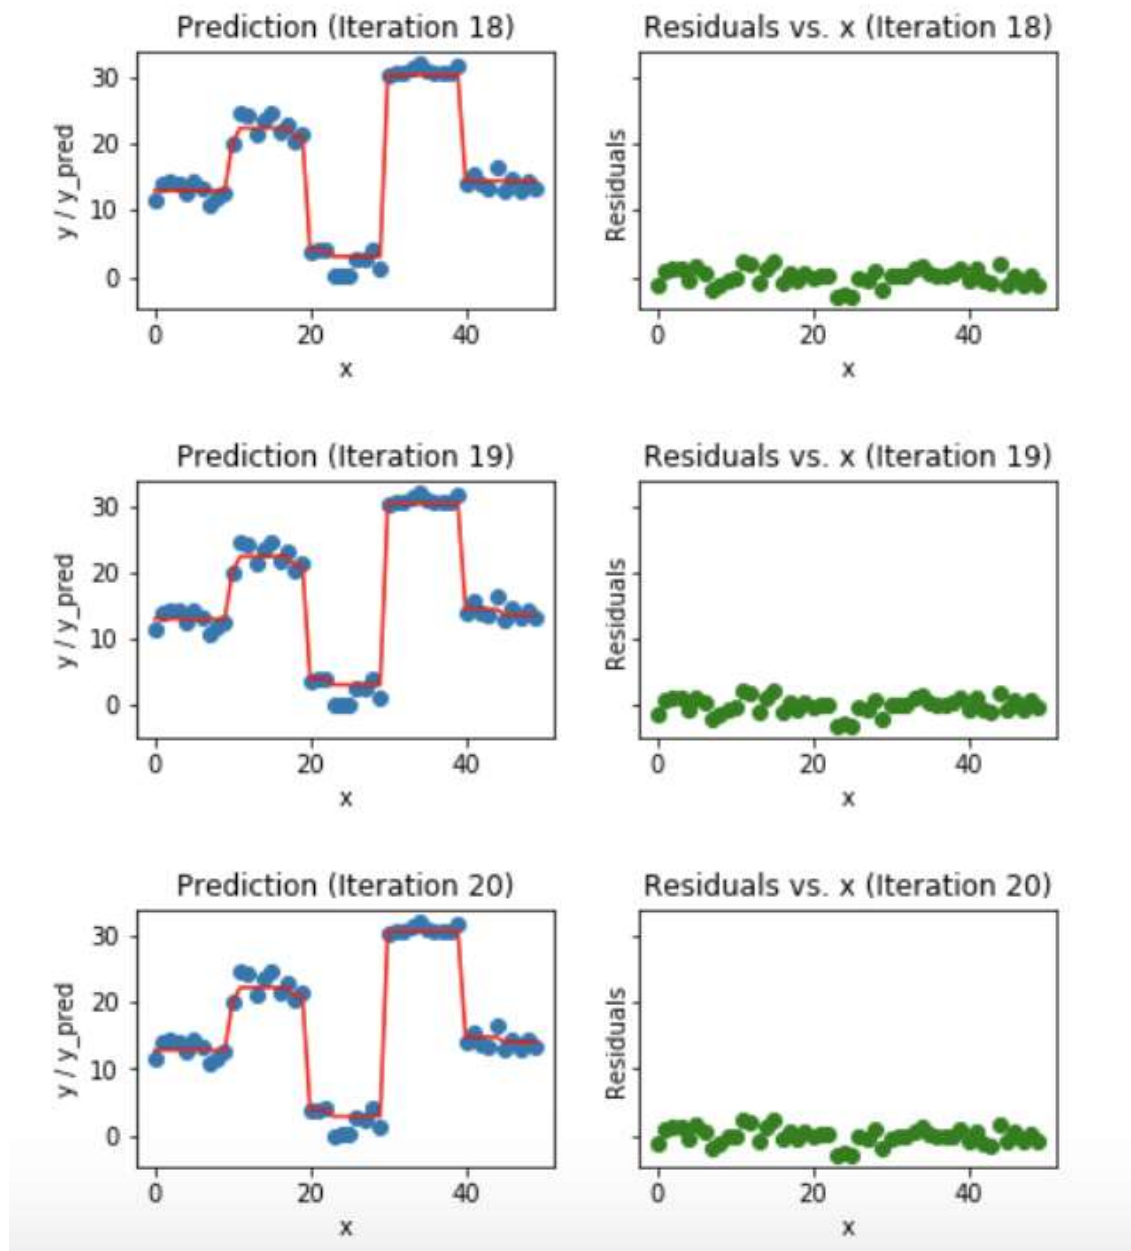 Prediction (Iteration 18)
Residuals vs. x (Iteration 18)
30
20
10
0
y / y_pred
0 20 40
x
Residuals
0 20 40
x
Prediction (Iteration 19)
Residuals vs. x (Iteration 19)
30
20
10
0
y / y_pred
0 20 40
x
Residuals
0 20 40
x
Prediction (Iteration 20)
Residuals vs. x (Iteration 20)
30
20
10
0
y / y_pred
0 20 40
x
Residuals
0 20 40
x